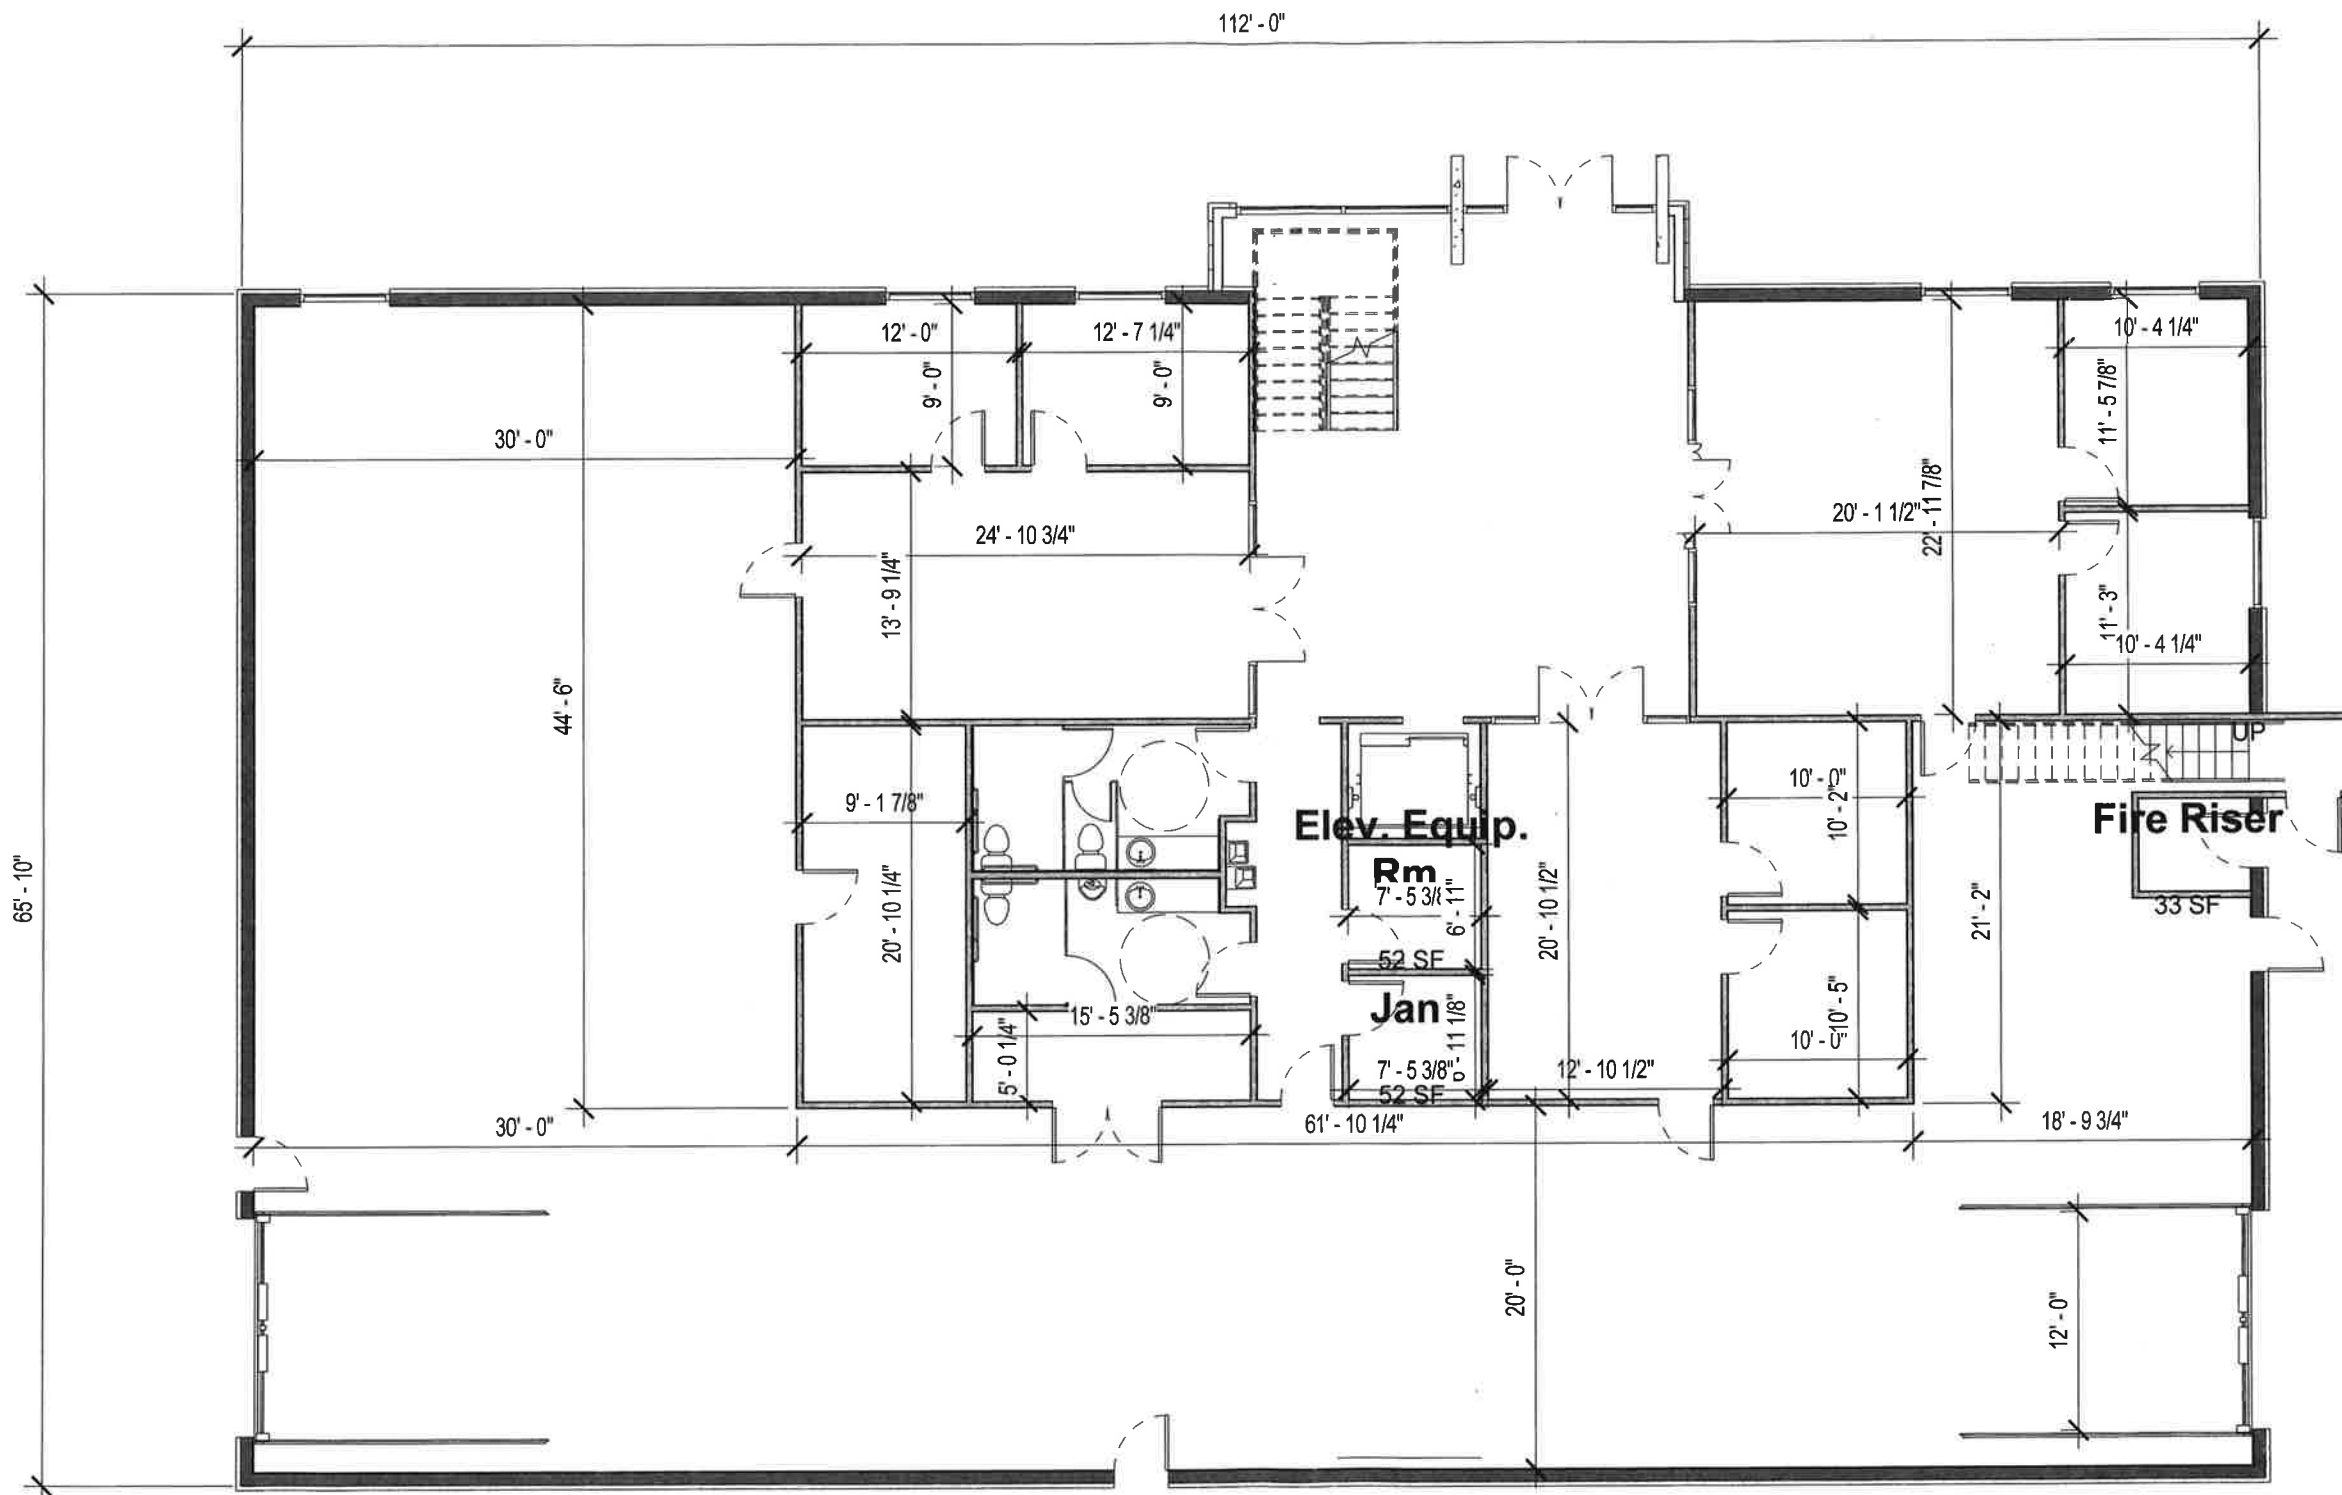 112' - 0"
12' - 0"
12' - 7 1/4"
10' - 4 1/4"
9' - 0"
9' - 0"
11' - 5 7/8"
30' - 0"
22' - 11 7/8"
20' - 1 1/2"
24' - 10 3/4"
13' - 9 1/4"
11' - 3"
10' - 4 1/4"
44' - 6"
UP
10' - 0"
10' - 2"
9' - 1 7/8"
Elev. Equip.
Rm
Fire Riser
65' - 10"
20' - 10 1/4"
7' - 5 3/8
6' - 11"
20' - 10 1/2"
21' - 2"
33 SF
52 SF
Jan
15' - 5 3/8"
5' - 0 1/4"
- 11 1/8"
10' - 5"
10' - 0"
7' - 5 3/8"
12' - 10 1/2"
52 SF
30' - 0"
61' - 10 1/4"
18' - 9 3/4"
20' - 0"
12' - 0"